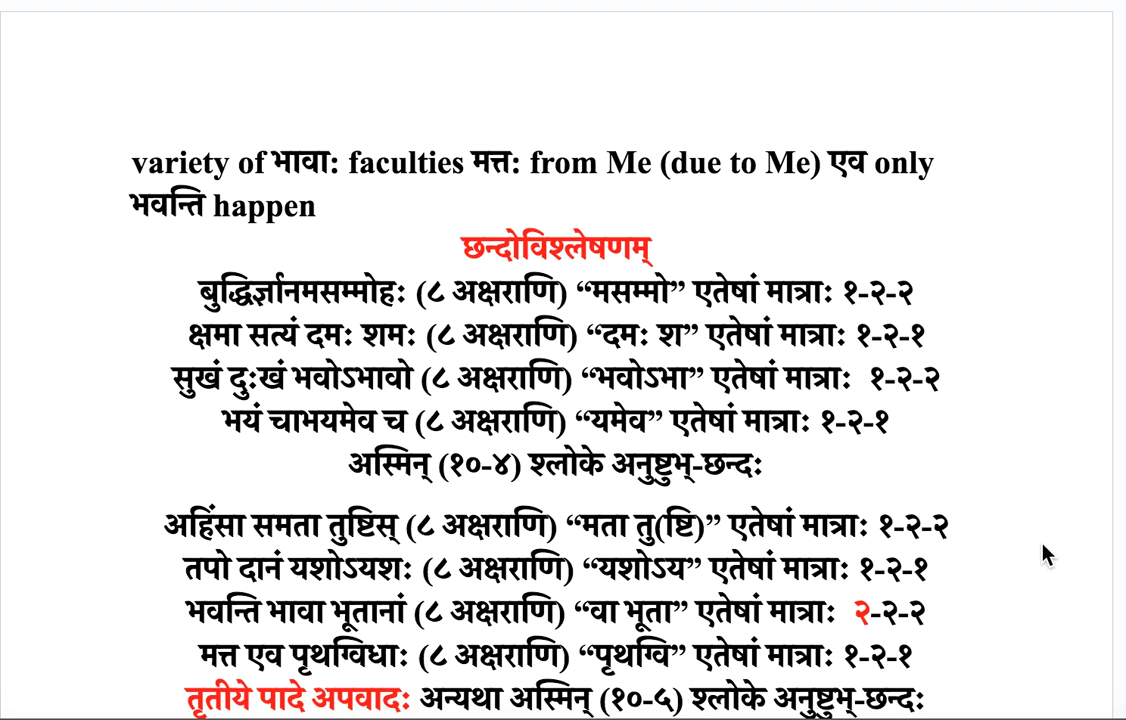 variety of भावा: faculties मत्त: from Me (due to Me) एव only
भवन्ति happen
छन्दोविश्लेषणम्
बुद्धिर्ज्ञानमसम्मोहः (८ अक्षराणि) “मसम्मो” एतेषां मात्राः १-२-२
क्षमा सत्यं दमः शमः (८ अक्षराणि) “दमः श” एतेषां मात्राः १-२-१
सुखं दुःखं भवोऽभावो (८ अक्षराणि) “भवोऽभा” एतेषां मात्राः १-२-२
भयं चाभयमेव च (८ अक्षराणि) “यमेव” एतेषां मात्राः १-२-१
अस्मिन् (१०-४) श्लोके अनुष्टुभ्-छन्दः
अहिंसा समता तुष्टिस् (८ अक्षराणि) “मता तु(ष्टि)” एतेषां मात्राः १-२-२
तपो दानं यशोऽयशः (८ अक्षराणि) “यशोऽय” एतेषां मात्राः १-२-१
भवन्ति भावा भूतानां (८ अक्षराणि) “वा भूता” एतेषां मात्राः २-२-२
मत्त एव पृथग्विधाः (८ अक्षराणि) “पृथग्वि” एतेषां मात्राः १-२-१
तृतीये पादे अपवादः अन्यथा अस्मिन् (१०-५) श्लोके अनुष्टुभ्-छन्दः